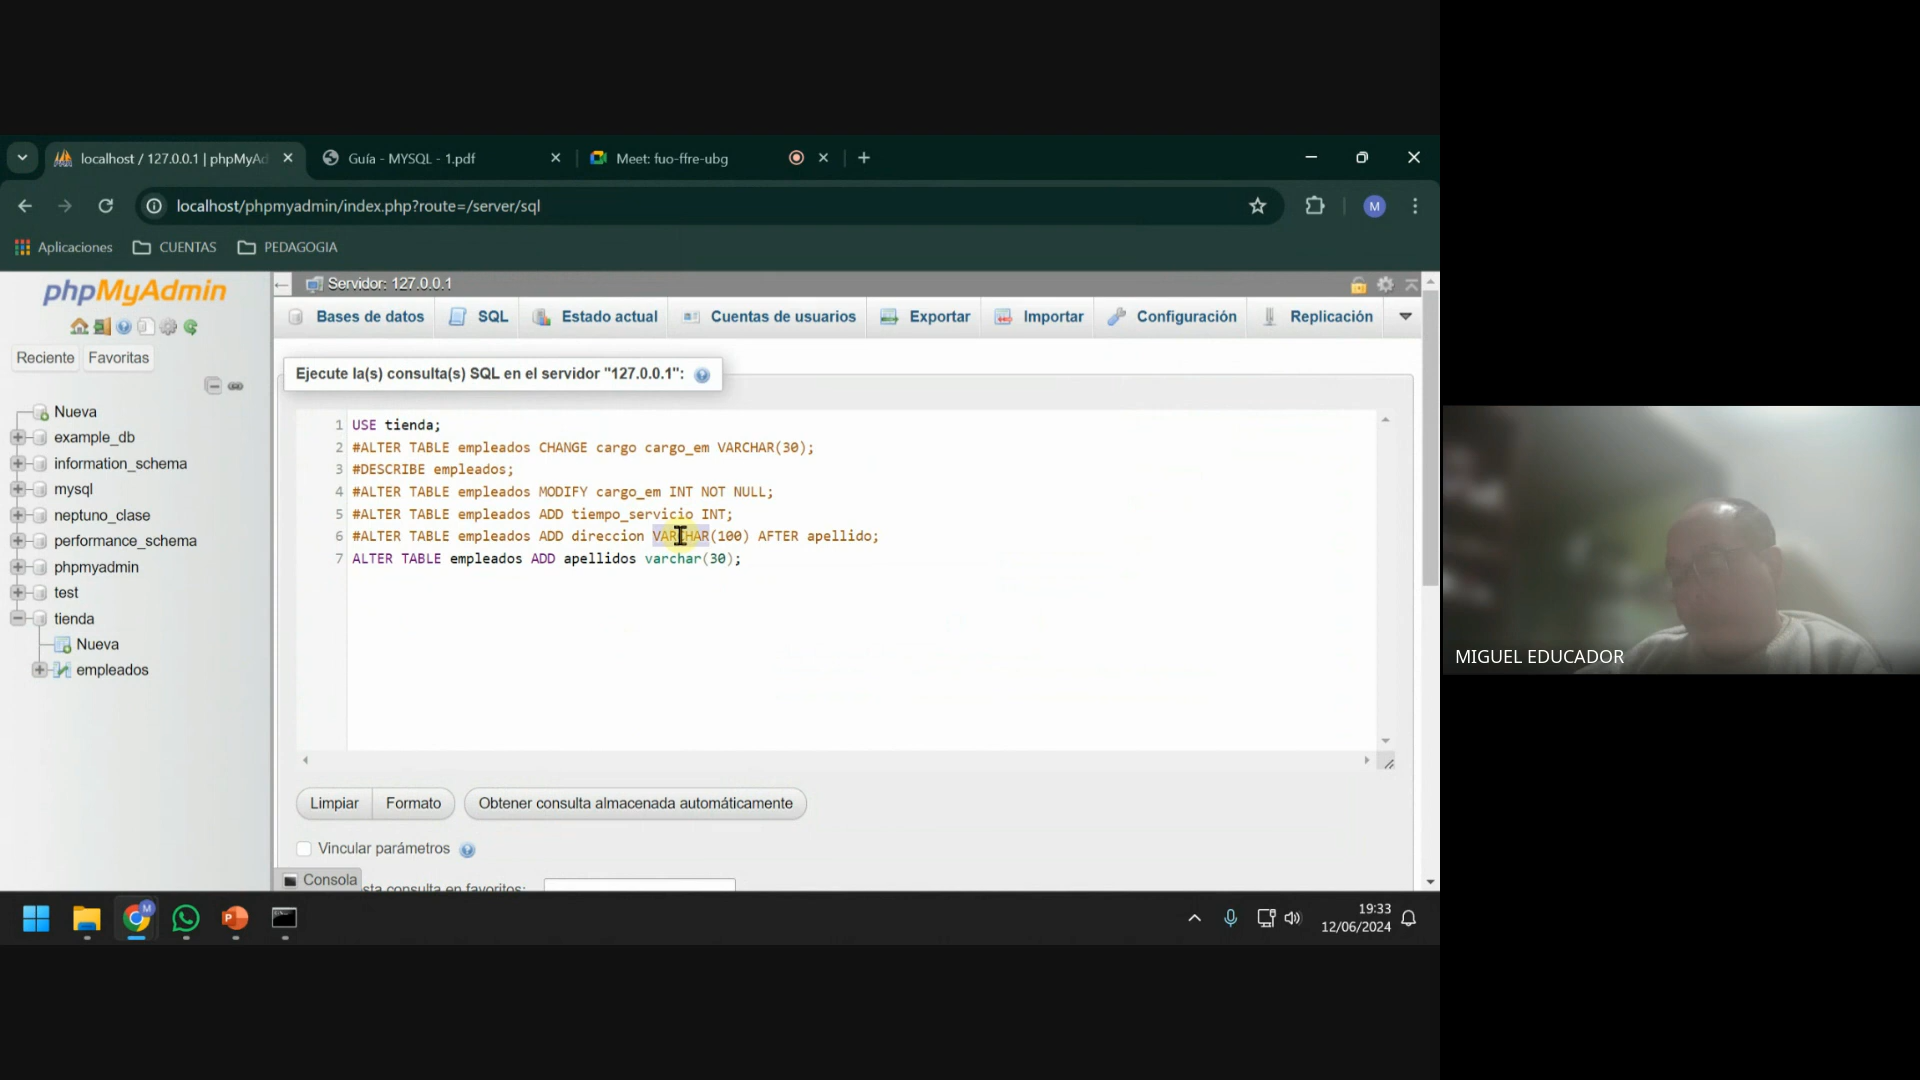 localhost / 127.0.0.1 | phpMyAd
Guía - MYSQL - 1.pdf
Meet: fuo-ffre-ubg
localhost/phpmyadmin/index.php?route=/server/sql
M
Aplicaciones
CUENTAS
PEDAGOGIA
phpMyAdmin
Reciente
Favoritas
Nueva
example_db
information_schema
mysql
neptuno_clase
performance_schema
phpmyadmin
test
tienda
Nueva
empleados
Servidor: 127.0.0.1
Bases de datos
SQL
Estado actual
Cuentas de usuarios
Exportar
Importar
Configuración
Replicación
Ejecute la(s) consulta(s) SQL en el servidor "127.0.0.1":
1 USE tienda;
2 #ALTER TABLE empleados CHANGE cargo cargo_em VARCHAR(30);
3 #DESCRIBE empleados;
4 #ALTER TABLE empleados MODIFY cargo_em INT NOT NULL;
5 #ALTER TABLE empleados ADD tiempo_servicio INT;
6 #ALTER TABLE empleados ADD direccion VARCHAR(100) AFTER apellido;
7 ALTER TABLE empleados ADD apellidos varchar(30);
Limpiar
Formato
Obtener consulta almacenada automáticamente
Vincular parámetros
Consola
sta consulta en favoritos:
M
19:33
12/06/2024
MIGUEL EDUCADOR